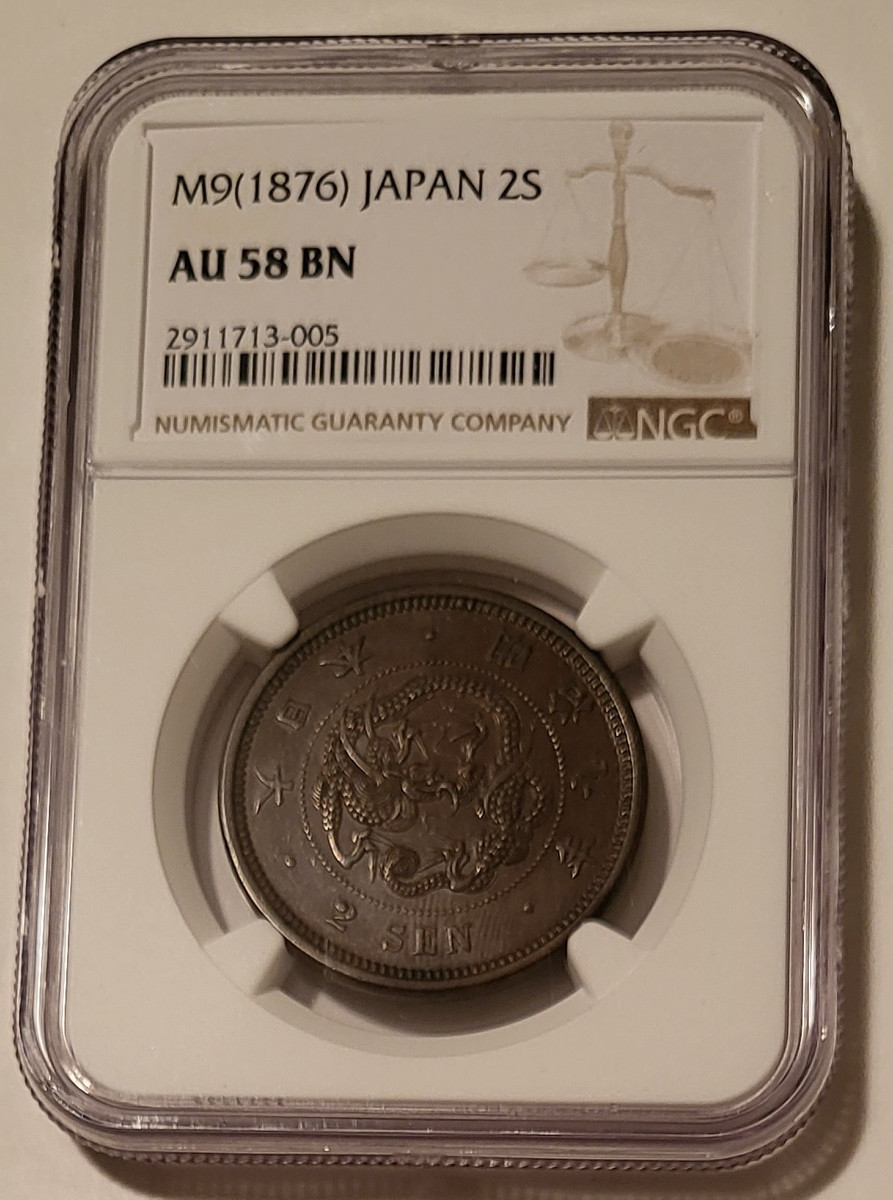 M9(1876) JAPAN 2S
AU 58 BN
2911713-005
NUMISMATIC GUARANTY COMPANY
NGC®
大日本
明治九年
2 SEN